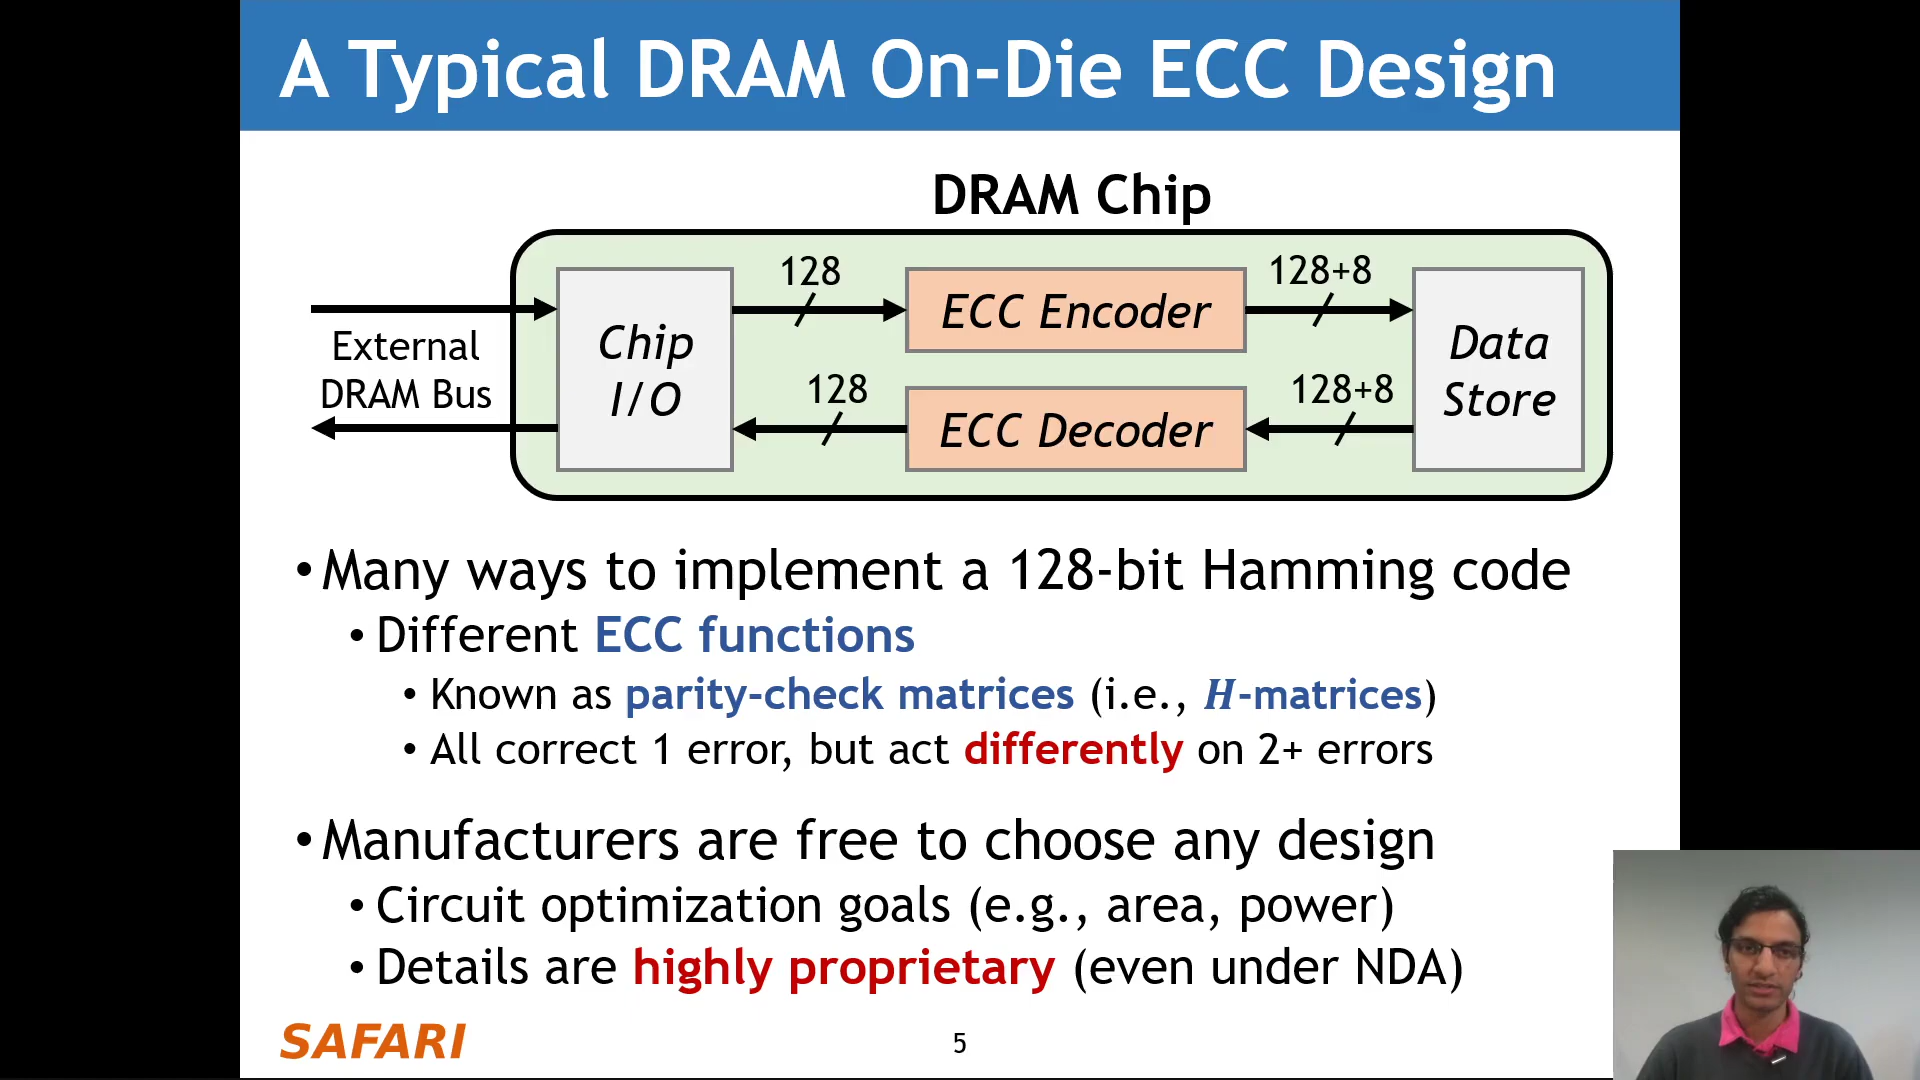 A Typical DRAM On-Die ECC Design
DRAM Chip
External
DRAM Bus
Chip
I/O
128
ECC Encoder
128+8
128
ECC Decoder
128+8
Data
Store
• Many ways to implement a 128-bit Hamming code
• Different ECC functions
• Known as parity-check matrices (i.e., H-matrices)
• All correct 1 error, but act differently on 2+ errors
• Manufacturers are free to choose any design
• Circuit optimization goals (e.g., area, power)
• Details are highly proprietary (even under NDA)
SAFARI
5